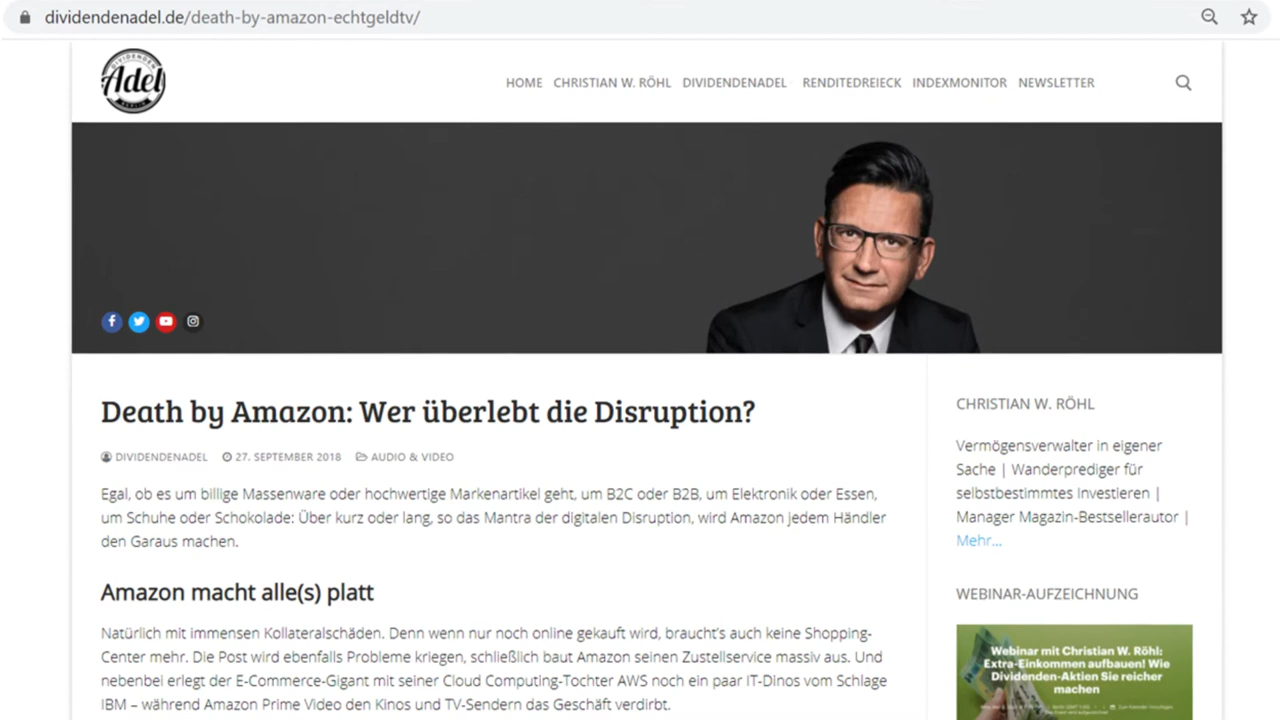 dividendenadel.de/death-by-amazon-echtgeldtv/
DIVIDENDEN
Adel
BERLIN
HOME CHRISTIAN W. RÖHL DIVIDENDENADEL RENDITEDREIECK INDEXMONITOR NEWSLETTER
Death by Amazon: Wer überlebt die Disruption?
DIVIDENDENADEL 27. SEPTEMBER 2018 AUDIO & VIDEO
Egal, ob es um billige Massenware oder hochwertige Markenartikel geht, um B2C oder B2B, um Elektronik oder Essen,
um Schuhe oder Schokolade: Über kurz oder lang, so das Mantra der digitalen Disruption, wird Amazon jedem Händler
den Garaus machen.
Amazon macht alle(s) platt
Natürlich mit immensen Kollateralschäden. Denn wenn nur noch online gekauft wird, braucht's auch keine Shopping-
Center mehr. Die Post wird ebenfalls Probleme kriegen, schließlich baut Amazon seinen Zustellservice massiv aus. Und
nebenbei erlegt der E-Commerce-Gigant mit seiner Cloud Computing-Tochter AWS noch ein paar IT-Dinos vom Schlage
IBM – während Amazon Prime Video den Kinos und TV-Sendern das Geschäft verdirbt.
CHRISTIAN W. RÖHL
Vermögensverwalter in eigener
Sache | Wanderprediger für
selbstbestimmtes Investieren |
Manager Magazin-Bestsellerautor |
Mehr...
WEBINAR-AUFZEICHNUNG
Webinar mit Christian W. Röhl:
Extra-Einkommen aufbauen! Wie
Dividenden-Aktien Sie reicher
machen